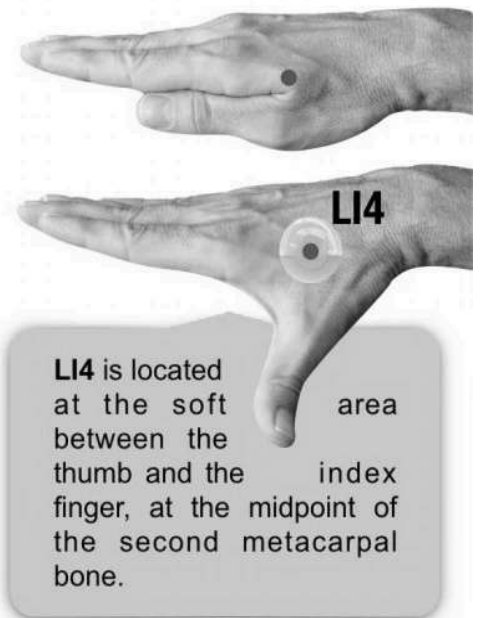 LI4
LI4 is located
at the soft area
between the
thumb and the index
finger, at the midpoint of
the second metacarpal
bone.